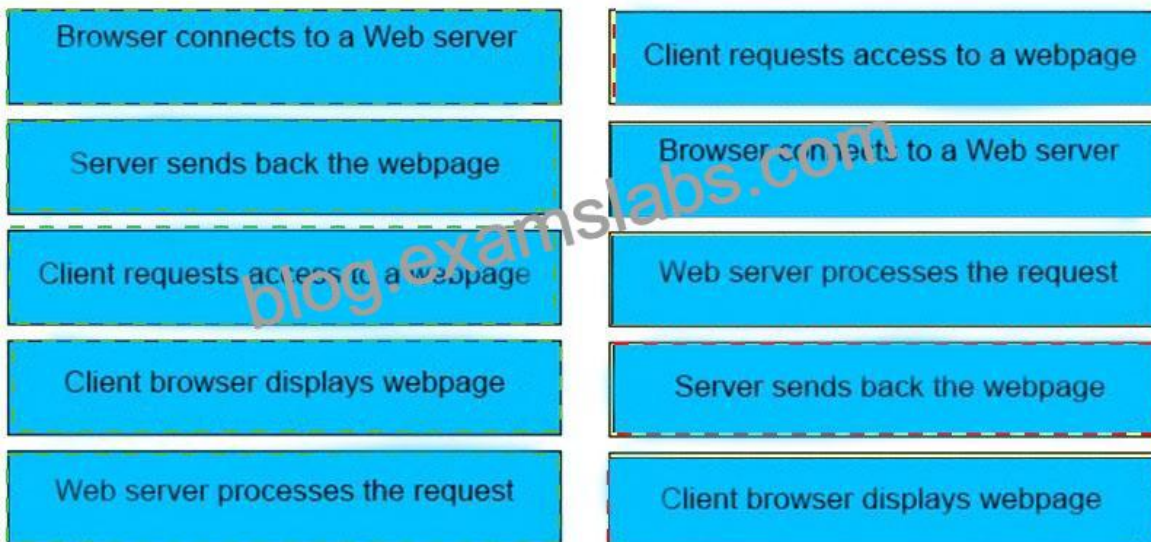 Browser connects to a Web server
Server sends back the webpage
Client requests access to a webpage
Client browser displays webpage
Web server processes the request
Client requests access to a webpage
Browser connects to a Web server
Web server processes the request
Server sends back the webpage
Client browser displays webpage
blog.examslabs.com